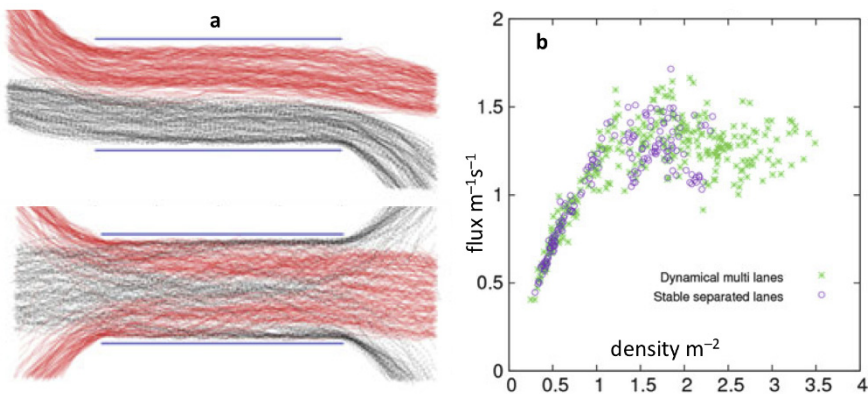 a
b
2
1.5
1
0.5
0
flux m⁻¹s⁻¹
Dynamical multi lanes
Stable separated lanes
density m⁻²
0 0.5 1 1.5 2 2.5 3 3.5 4